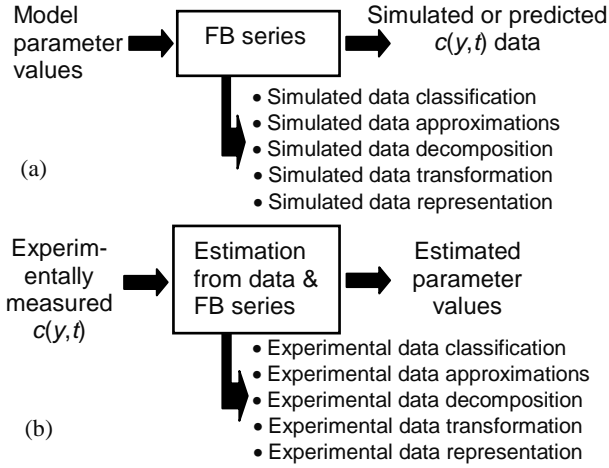 Model
parameter
values
FB series
Simulated or predicted
c(y,t) data
• Simulated data classification
• Simulated data approximations
• Simulated data decomposition
• Simulated data transformation
• Simulated data representation
(a)
Experim-
entally
measured
c(y,t)
Estimation
from data &
FB series
Estimated
parameter
values
• Experimental data classification
• Experimental data approximations
• Experimental data decomposition
• Experimental data transformation
• Experimental data representation
(b)